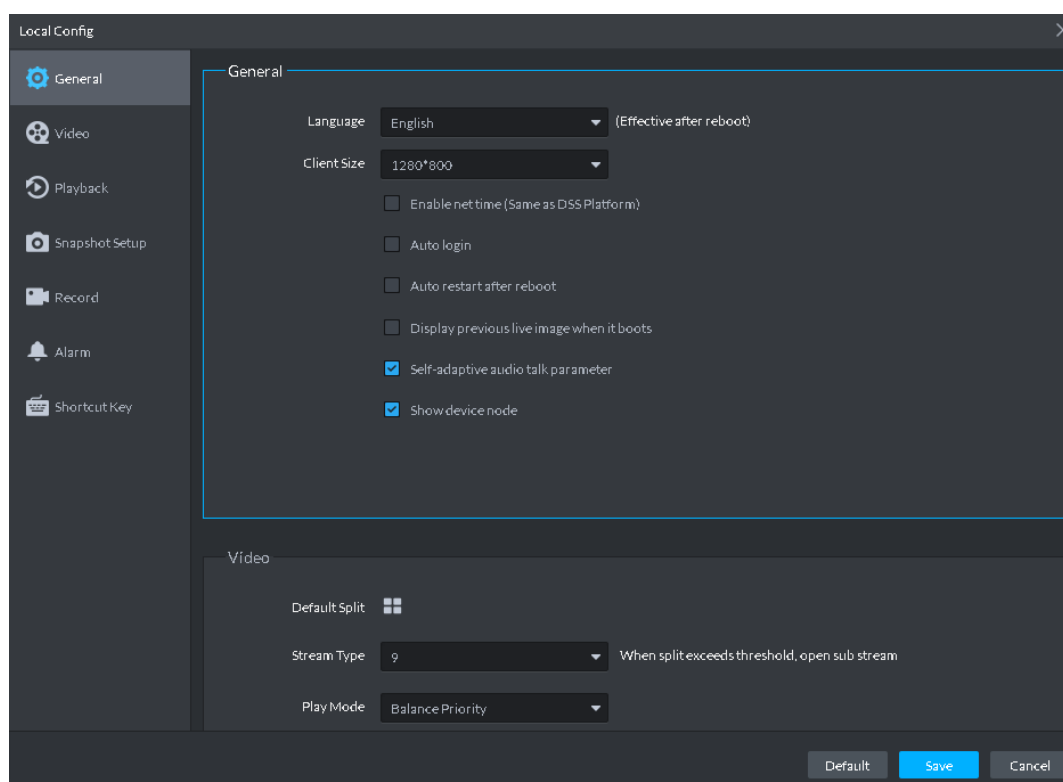 Local Config
General
Video
Playback
Snapshot Setup
Record
Alarm
Shortcut Key
General
Language English (Effective after reboot)
Client Size 1280*800
Enable net time (Same as DSS Platform)
Auto login
Auto restart after reboot
Display previous live image when it boots
Self-adaptive audio talk parameter
Show device node
Video
Default Split
Stream Type 9 When split exceeds threshold, open sub stream
Play Mode Balance Priority
Default Save Cancel